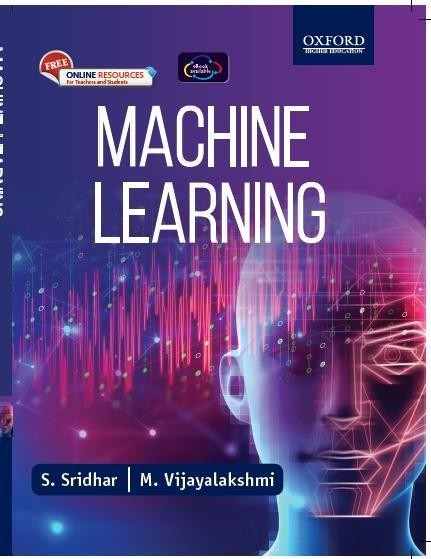 OXFORD
HIGHER EDUCATION
FREE
ONLINE RESOURCES
For Teachers and Students
eBook
available
MACHINE
LEARNING
S. Sridhar | M. Vijayalakshmi